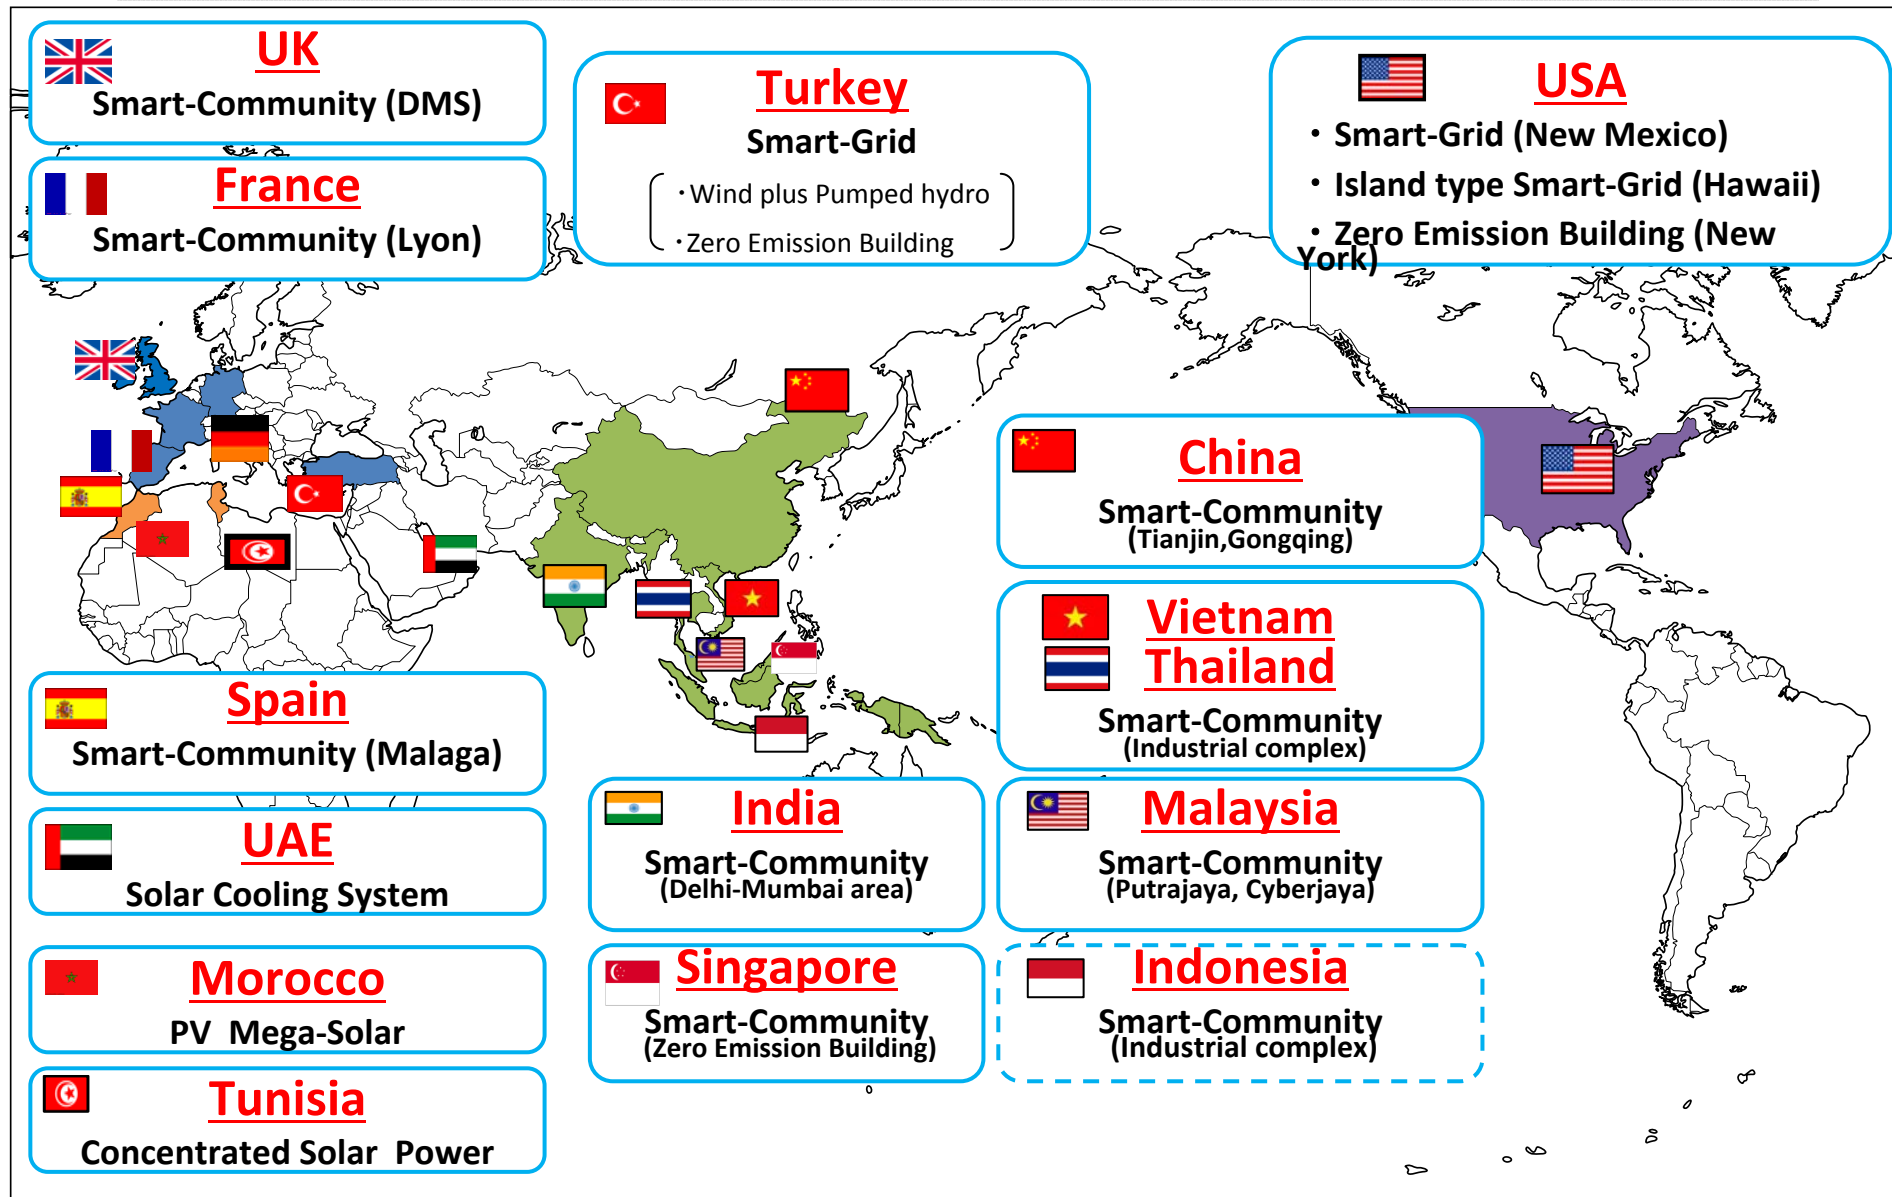 UK
Smart-Community (DMS)
France
Smart-Community (Lyon)
Turkey
Smart-Grid
・Wind plus Pumped hydro
・Zero Emission Building
USA
・ Smart-Grid (New Mexico)
・ Island type Smart-Grid (Hawaii)
・ Zero Emission Building (New
York)
China
Smart-Community
(Tianjin,Gongqing)
Vietnam
Thailand
Smart-Community
(Industrial complex)
Spain
Smart-Community (Malaga)
UAE
Solar Cooling System
Morocco
PV Mega-Solar
Tunisia
Concentrated Solar Power
India
Smart-Community
(Delhi-Mumbai area)
Malaysia
Smart-Community
(Putrajaya, Cyberjaya)
Singapore
Smart-Community
(Zero Emission Building)
Indonesia
Smart-Community
(Industrial complex)